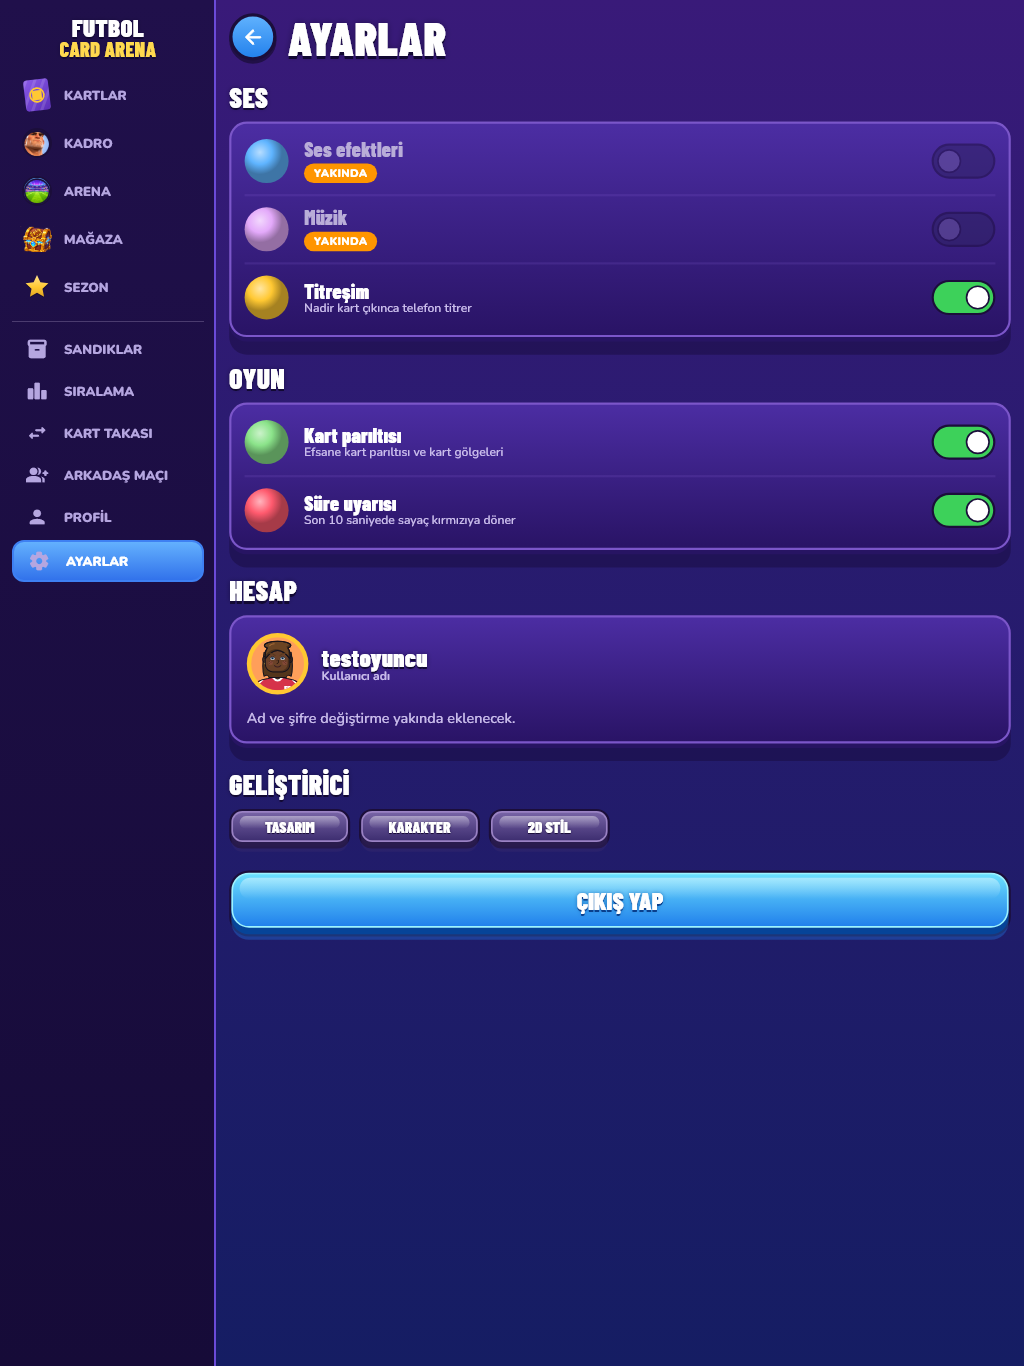 FUTBOL
CARD ARENA
KARTLAR
KADRO
ARENA
MAĞAZA
SEZON
SANDIKLAR
SIRALAMA
KART TAKASI
ARKADAŞ MAÇI
PROFİL
AYARLAR
AYARLAR
SES
Ses efektleri
YAKINDA
Müzik
YAKINDA
Titreşim
Nadir kart çıkınca telefon titrer
OYUN
Kart parıltısı
Efsane kart parıltısı ve kart gölgeleri
Süre uyarısı
Son 10 saniyede sayaç kırmızıya döner
HESAP
testoyuncu
Kullanıcı adı
Ad ve şifre değiştirme yakında eklenecek.
GELİŞTİRİCİ
TASARIM
KARAKTER
2D STİL
ÇIKIŞ YAP